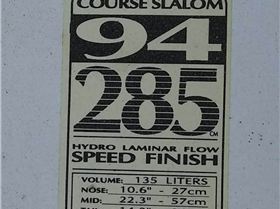 COURSE SLALOM
94
285 CM
HYDRO LAMINAR FLOW
SPEED FINISH
VOLUME: 135 LITERS
NOSE: 10.6" - 27cm
MID: 22.3" - 57cm